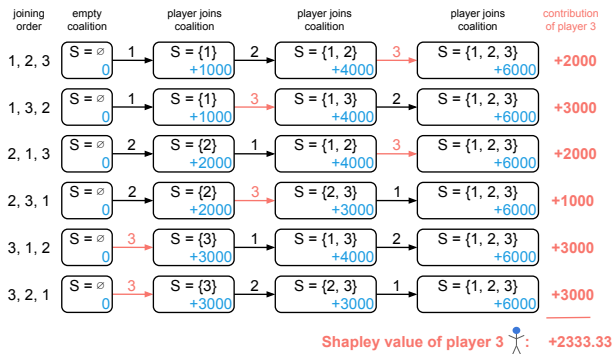 joining order
empty coalition
player joins coalition
player joins coalition
player joins coalition
contribution of player 3
1, 2, 3 S = ∅ 0 1 S = {1} +1000 2 S = {1, 2} +4000 3 S = {1, 2, 3} +6000 +2000
1, 3, 2 S = ∅ 0 1 S = {1} +1000 3 S = {1, 3} +4000 2 S = {1, 2, 3} +6000 +3000
2, 1, 3 S = ∅ 0 2 S = {2} +2000 1 S = {1, 2} +4000 3 S = {1, 2, 3} +6000 +2000
2, 3, 1 S = ∅ 0 2 S = {2} +2000 3 S = {2, 3} +3000 1 S = {1, 2, 3} +6000 +1000
3, 1, 2 S = ∅ 0 3 S = {3} +3000 1 S = {1, 3} +4000 2 S = {1, 2, 3} +6000 +3000
3, 2, 1 S = ∅ 0 3 S = {3} +3000 2 S = {2, 3} +3000 1 S = {1, 2, 3} +6000 +3000
Shapley value of player 3 : +2333.33